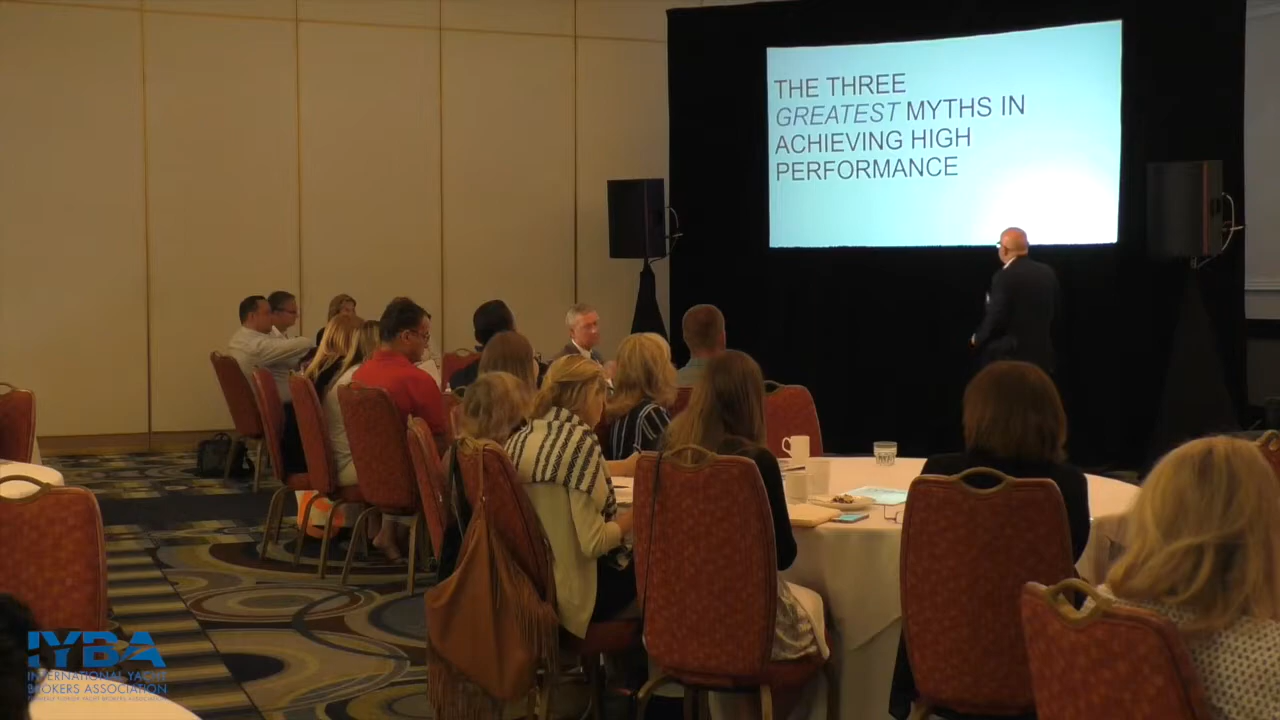 THE THREE
GREATEST MYTHS IN
ACHIEVING HIGH
PERFORMANCE
IYBA
INTERNATIONAL YACHT
BROKERS ASSOCIATION